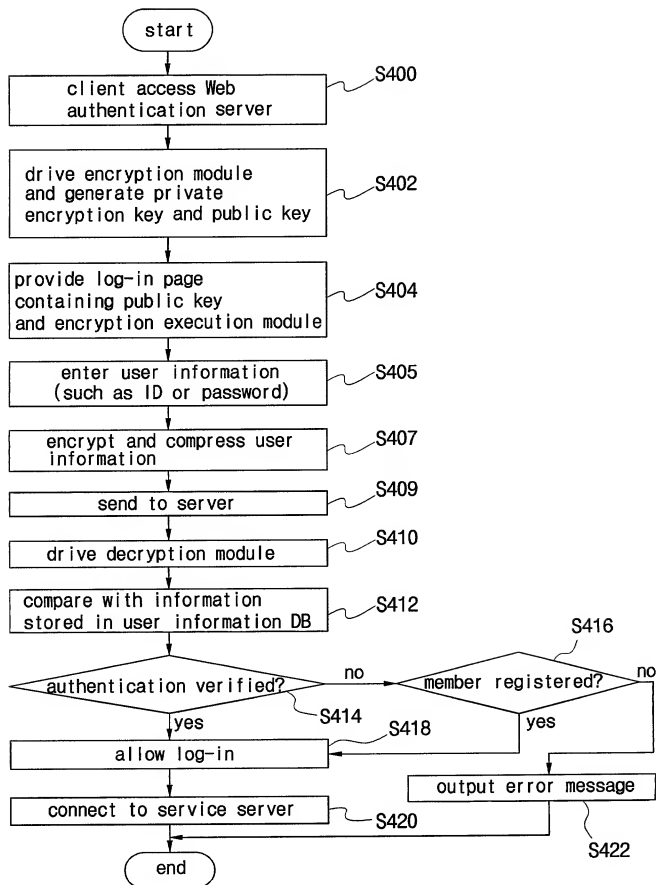 start
client access Web
authentication server
S400
drive encryption module
and generate private
encryption key and public key
S402
provide log-in page
containing public key
and encryption execution module
S404
enter user information
(such as ID or password)
S405
encrypt and compress user
information
S407
send to server
S409
drive decryption module
S410
compare with information
stored in user information DB
S412
authentication verified?
S414
no
yes
member registered?
S416
no
yes
allow log-in
S418
connect to service server
S420
output error message
S422
end